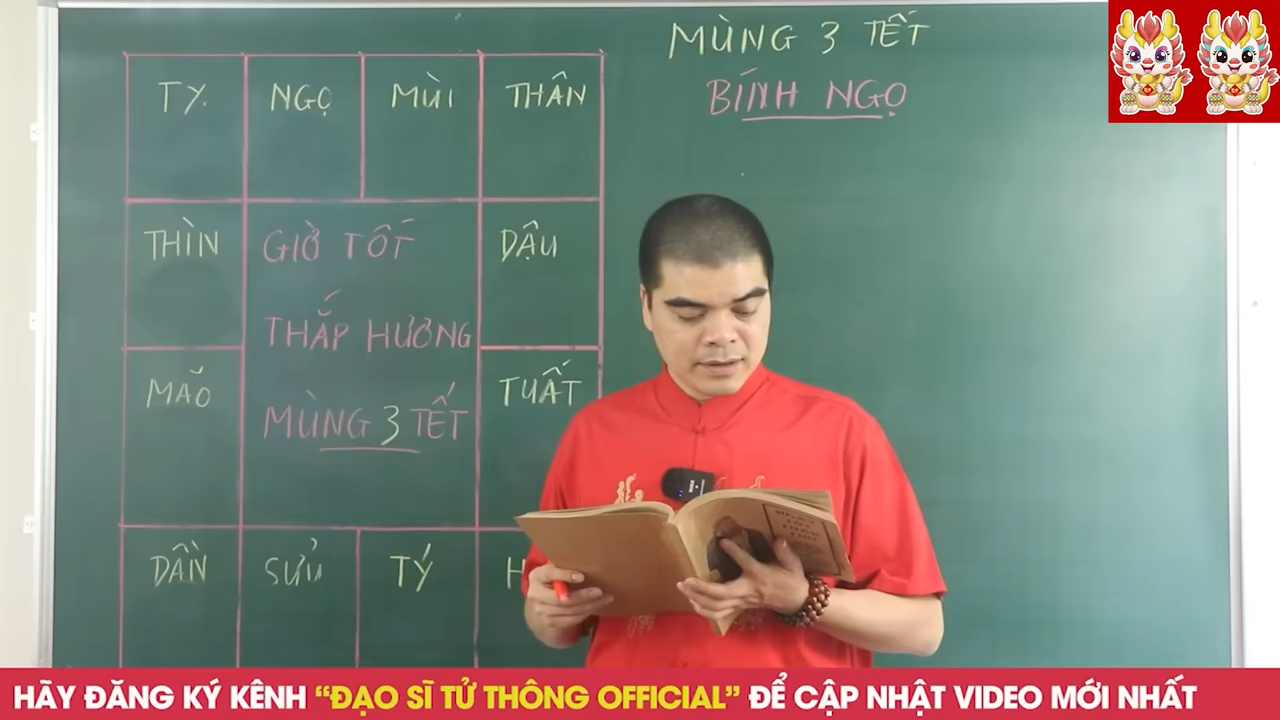 MÙNG 3 TẾT
BÍNH NGỌ
TỴ NGỌ MÙI THÂN
THÌN GIỜ TỐT DẬU
THẮP HƯƠNG
MÃO MÙNG 3 TẾT TUẤT
DẦN SỬU TÝ H
HÃY ĐĂNG KÝ KÊNH “ĐẠO SĨ TỬ THÔNG OFFICIAL” ĐỂ CẬP NHẬT VIDEO MỚI NHẤT